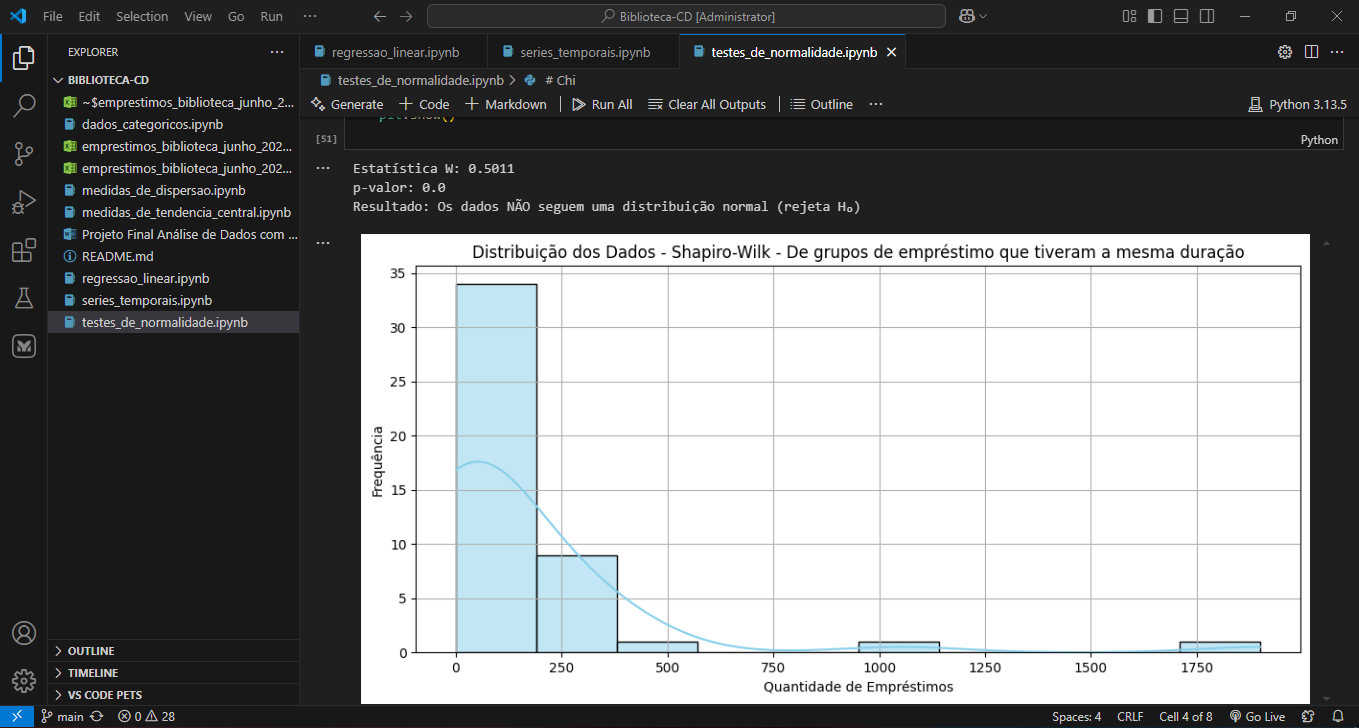 File Edit Selection View Go Run ··· Biblioteca-CD [Administrator]
EXPLORER ···
BIBLIOTECA-CD
~$emprestimos_biblioteca_junho_2...
dados_categoricos.ipynb
emprestimos_biblioteca_junho_202...
emprestimos_biblioteca_junho_202...
medidas_de_dispersao.ipynb
medidas_de_tendencia_central.ipynb
Projeto Final Análise de Dados com ...
README.md
regressao_linear.ipynb
series_temporais.ipynb
testes_de_normalidade.ipynb
OUTLINE
TIMELINE
VS CODE PETS
regressao_linear.ipynb series_temporais.ipynb testes_de_normalidade.ipynb
testes_de_normalidade.ipynb > # Chi
Generate + Code + Markdown Run All Clear All Outputs Outline ··· Python 3.13.5
plt.show()
[51]
Python
Estatística W: 0.5011
p-valor: 0.0
Resultado: Os dados NÃO seguem uma distribuição normal (rejeita H₀)
Distribuição dos Dados - Shapiro-Wilk - De grupos de empréstimo que tiveram a mesma duração
Frequência
35
30
25
20
15
10
5
0
0 250 500 750 1000 1250 1500 1750
Quantidade de Empréstimos
main 0 28 Spaces: 4 CRLF Cell 4 of 8 Go Live